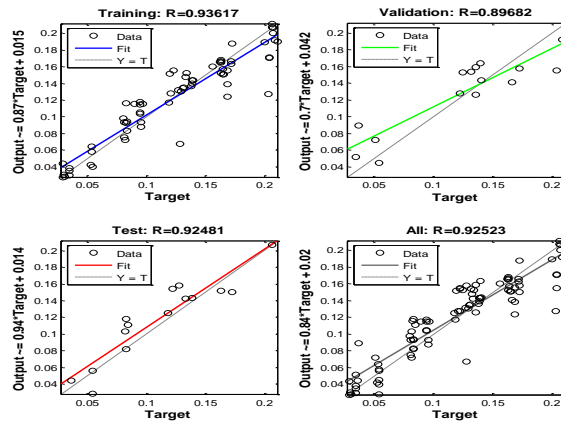 Training: R=0.93617
Output ~= 0.87*Target + 0.015
0.2
0.18
0.16
0.14
0.12
0.1
0.08
0.06
0.04
Data
Fit
Y = T
0.05 0.1 0.15 0.2
Target
Validation: R=0.89682
Output ~= 0.7*Target + 0.042
0.2
0.18
0.16
0.14
0.12
0.1
0.08
0.06
0.04
Data
Fit
Y = T
0.05 0.1 0.15 0.2
Target
Test: R=0.92481
Output ~= 0.94*Target + 0.014
0.2
0.18
0.16
0.14
0.12
0.1
0.08
0.06
0.04
Data
Fit
Y = T
0.05 0.1 0.15 0.2
Target
All: R=0.92523
Output ~= 0.84*Target + 0.02
0.2
0.18
0.16
0.14
0.12
0.1
0.08
0.06
0.04
Data
Fit
Y = T
0.05 0.1 0.15 0.2
Target